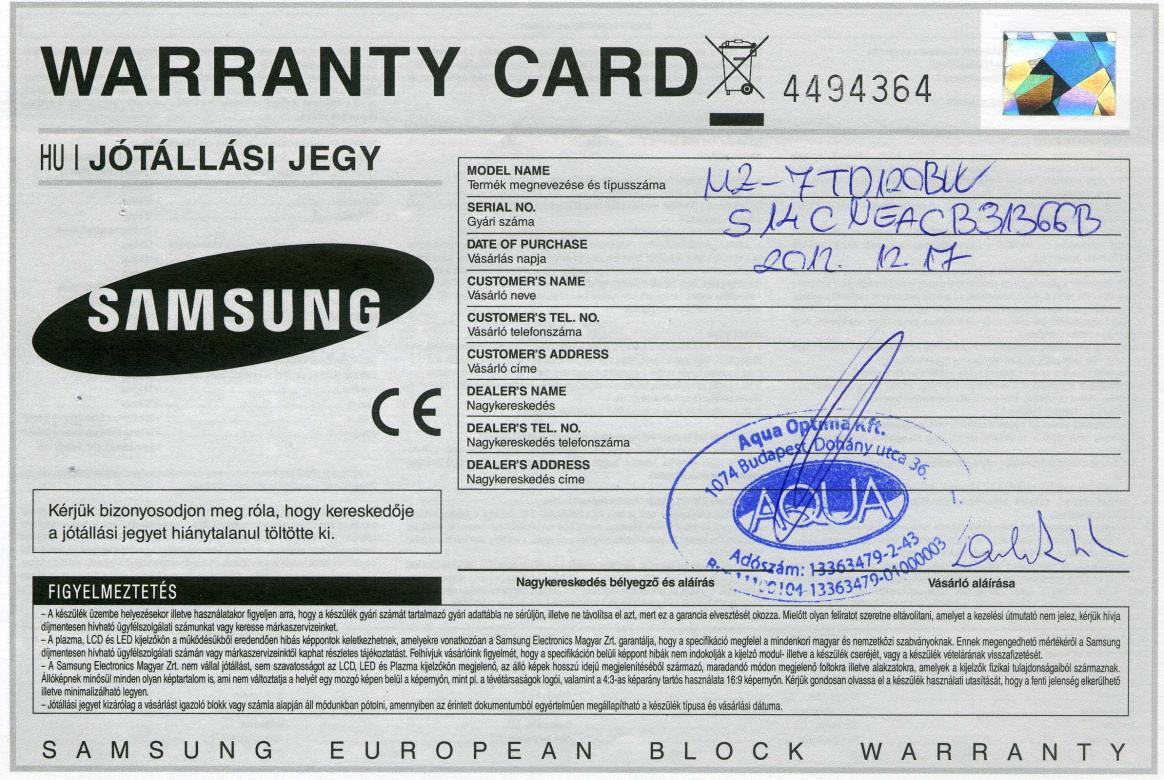 WARRANTY CARD 4494364
HU | JÓTÁLLÁSI JEGY
MODEL NAME
Termék megnevezése és típusszáma
MZ-7TD120BW
SERIAL NO.
Gyári száma
S14CNEACB31366B
DATE OF PURCHASE
Vásárlás napja
2012. 12. 17
CUSTOMER'S NAME
Vásárló neve
CUSTOMER'S TEL. NO.
Vásárló telefonszáma
CUSTOMER'S ADDRESS
Vásárló címe
DEALER'S NAME
Nagykereskedés
DEALER'S TEL. NO.
Nagykereskedés telefonszáma
DEALER'S ADDRESS
Nagykereskedés címe
SAMSUNG
CE
Aqua Optima Kft.
1074 Budapest, Dohány utca 36.
AQUA
Adószám: 13363479-2-43
11100104-13363479-01000003
Kérjük bizonyosodjon meg róla, hogy kereskedője
a jótállási jegyet hiánytalanul töltötte ki.
Nagykereskedés bélyegző és aláírás
Vásárló aláírása
FIGYELMEZTETÉS
– A készülék üzembe helyezésekor illetve használatakor figyeljen arra, hogy a készülék gyári számát tartalmazó gyári adattábla ne sérüljön, illetve ne távolítsa el azt, mert ez a garancia elvesztését okozza. Mielőtt olyan feliratot szeretne eltávolítani, amelyet a kezelési útmutató nem jelez, kérjük hívja
díjmentesen hívható ügyfélszolgálati számunkat vagy keresse márkaszervizeinket.
– A plazma, LCD és LED kijelzőkön a működésükből eredendően hibás képpontok keletkezhetnek, amelyekre vonatkozóan a Samsung Electronics Magyar Zrt. garantálja, hogy a specifikáció megfelel a mindenkori magyar és nemzetközi szabványoknak. Ennek megengedhető mértékéről a Samsung
díjmentesen hívható ügyfélszolgálati számán vagy márkaszervizeinktől kaphat részletes tájékoztatást. Felhívjuk vásárlóink figyelmét, hogy a specifikáción belüli képpont hibák nem indokolják a kijelző modul- illetve a készülék cseréjét, vagy a készülék vételárának visszafizetését.
– A Samsung Electronics Magyar Zrt. nem vállal jótállást, sem szavatosságot az LCD, LED és Plazma kijelzőkön megjelenő, az álló képek hosszú idejű megjelenítéséből származó, maradandó módon megjelenő foltokra illetve alakzatokra, amelyek a kijelzők fizikai tulajdonságaiból származnak.
Állóképnek minősül minden olyan képtartalom is, ami nem változtatja a helyét egy mozgó képen belül a képernyőn, mint pl. a tévétársaságok logói, valamint a 4:3-as képarány tartós használata 16:9 képernyőn. Kérjük gondosan olvassa el a készülék használati utasítását, hogy a fenti jelenség elkerülhető
illetve minimalizálható legyen.
– Jótállási jegyet kizárólag a vásárlást igazoló blokk vagy számla alapján áll módunkban pótolni, amennyiben az érintett dokumentumból egyértelműen megállapítható a készülék típusa és vásárlási dátuma.
SAMSUNG EUROPEAN BLOCK WARRANTY